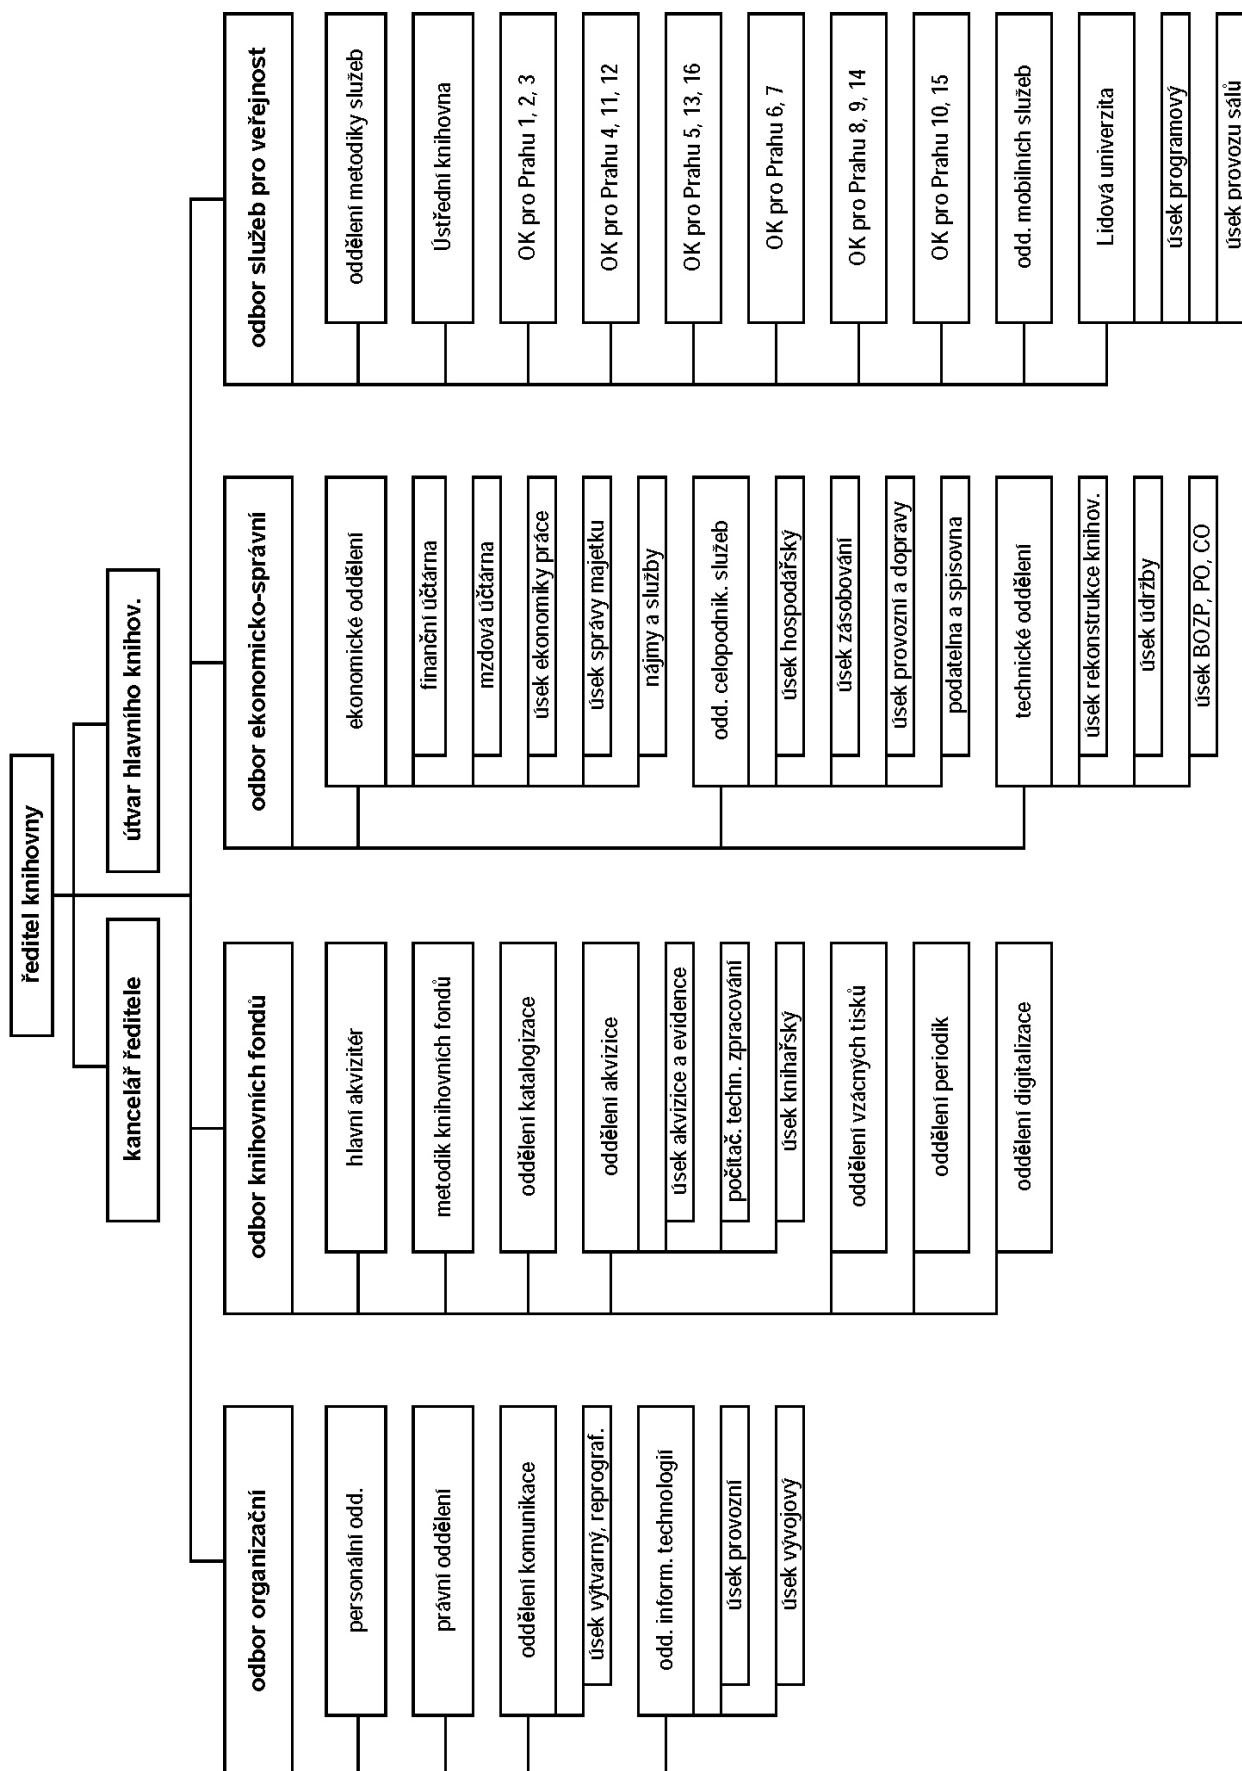 ředitel knihovny
kancelář ředitele
útvar hlavního knihov.
odbor organizační
personální odd.
právní oddělení
oddělení komunikace
úsek výtvarný, reprograf.
odd. inform. technologií
úsek provozní
úsek vývojový
odbor knihovních fondů
hlavní akvizitér
metodik knihovních fondů
oddělení katalogizace
oddělení akvizice
úsek akvizice a evidence
počítač. techn. zpracování
úsek knihařský
oddělení vzácných tisků
oddělení periodik
oddělení digitalizace
odbor ekonomicko-správní
ekonomické oddělení
finanční účtárna
mzdová účtárna
úsek ekonomiky práce
úsek správy majetku
nájmy a služby
odd. celopodnik. služeb
úsek hospodářský
úsek zásobování
úsek provozní a dopravy
podatelna a spisovna
technické oddělení
úsek rekonstrukce knihov.
úsek údržby
úsek BOZP, PO, CO
odbor služeb pro veřejnost
oddělení metodiky služeb
Ústřední knihovna
OK pro Prahu 1, 2, 3
OK pro Prahu 4, 11, 12
OK pro Prahu 5, 13, 16
OK pro Prahu 6, 7
OK pro Prahu 8, 9, 14
OK pro Prahu 10, 15
odd. mobilních služeb
Lidová univerzita
úsek programový
úsek provozu sálů